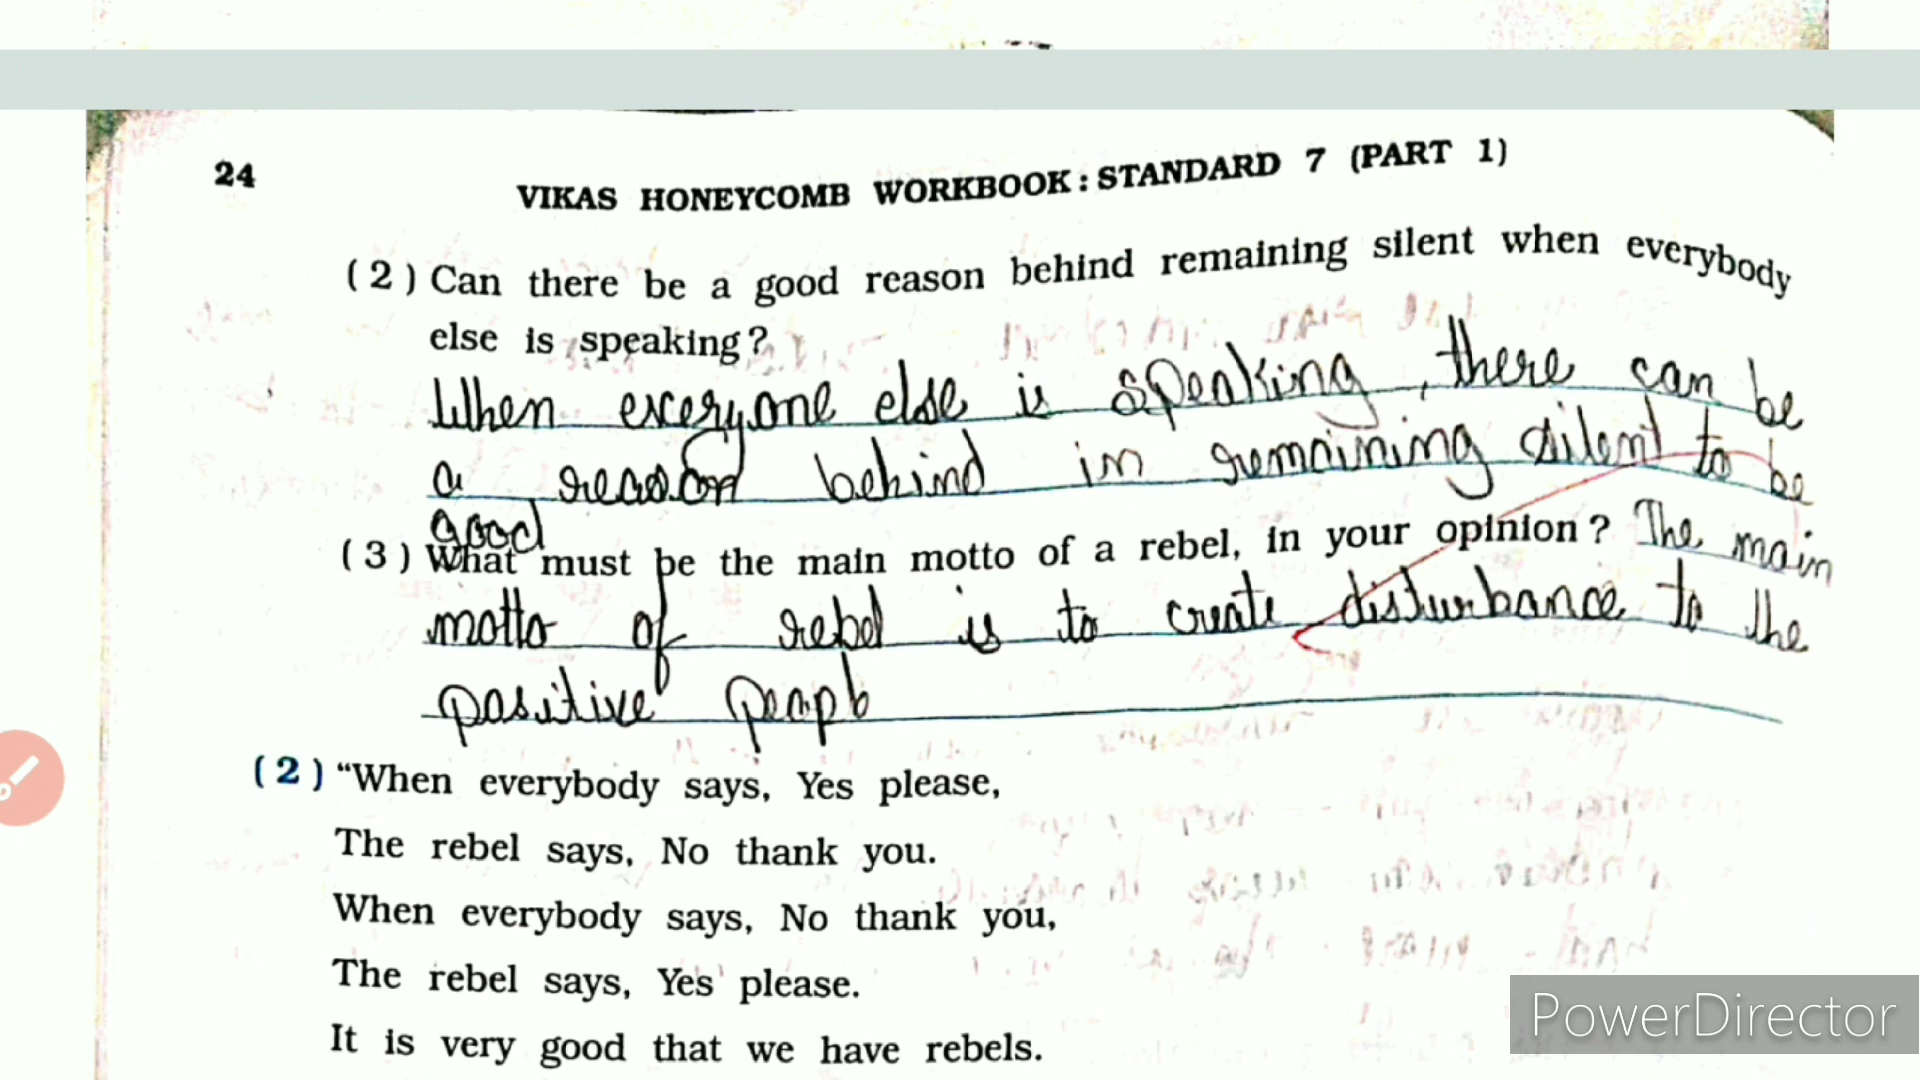 24
VIKAS HONEYCOMB WORKBOOK : STANDARD 7 (PART 1)
( 2 ) Can there be a good reason behind remaining silent when everybody
else is speaking ?
When everyone else is speaking, there can be
a reason behind in remaining silent to be
good
( 3 ) What must be the main motto of a rebel, in your opinion ? The main
motto of rebel is to create disturbance to the
positive
( 2 ) “When everybody says, Yes please,
The rebel says, No thank you.
When everybody says, No thank you,
The rebel says, Yes please.
It is very good that we have rebels.
PowerDirector